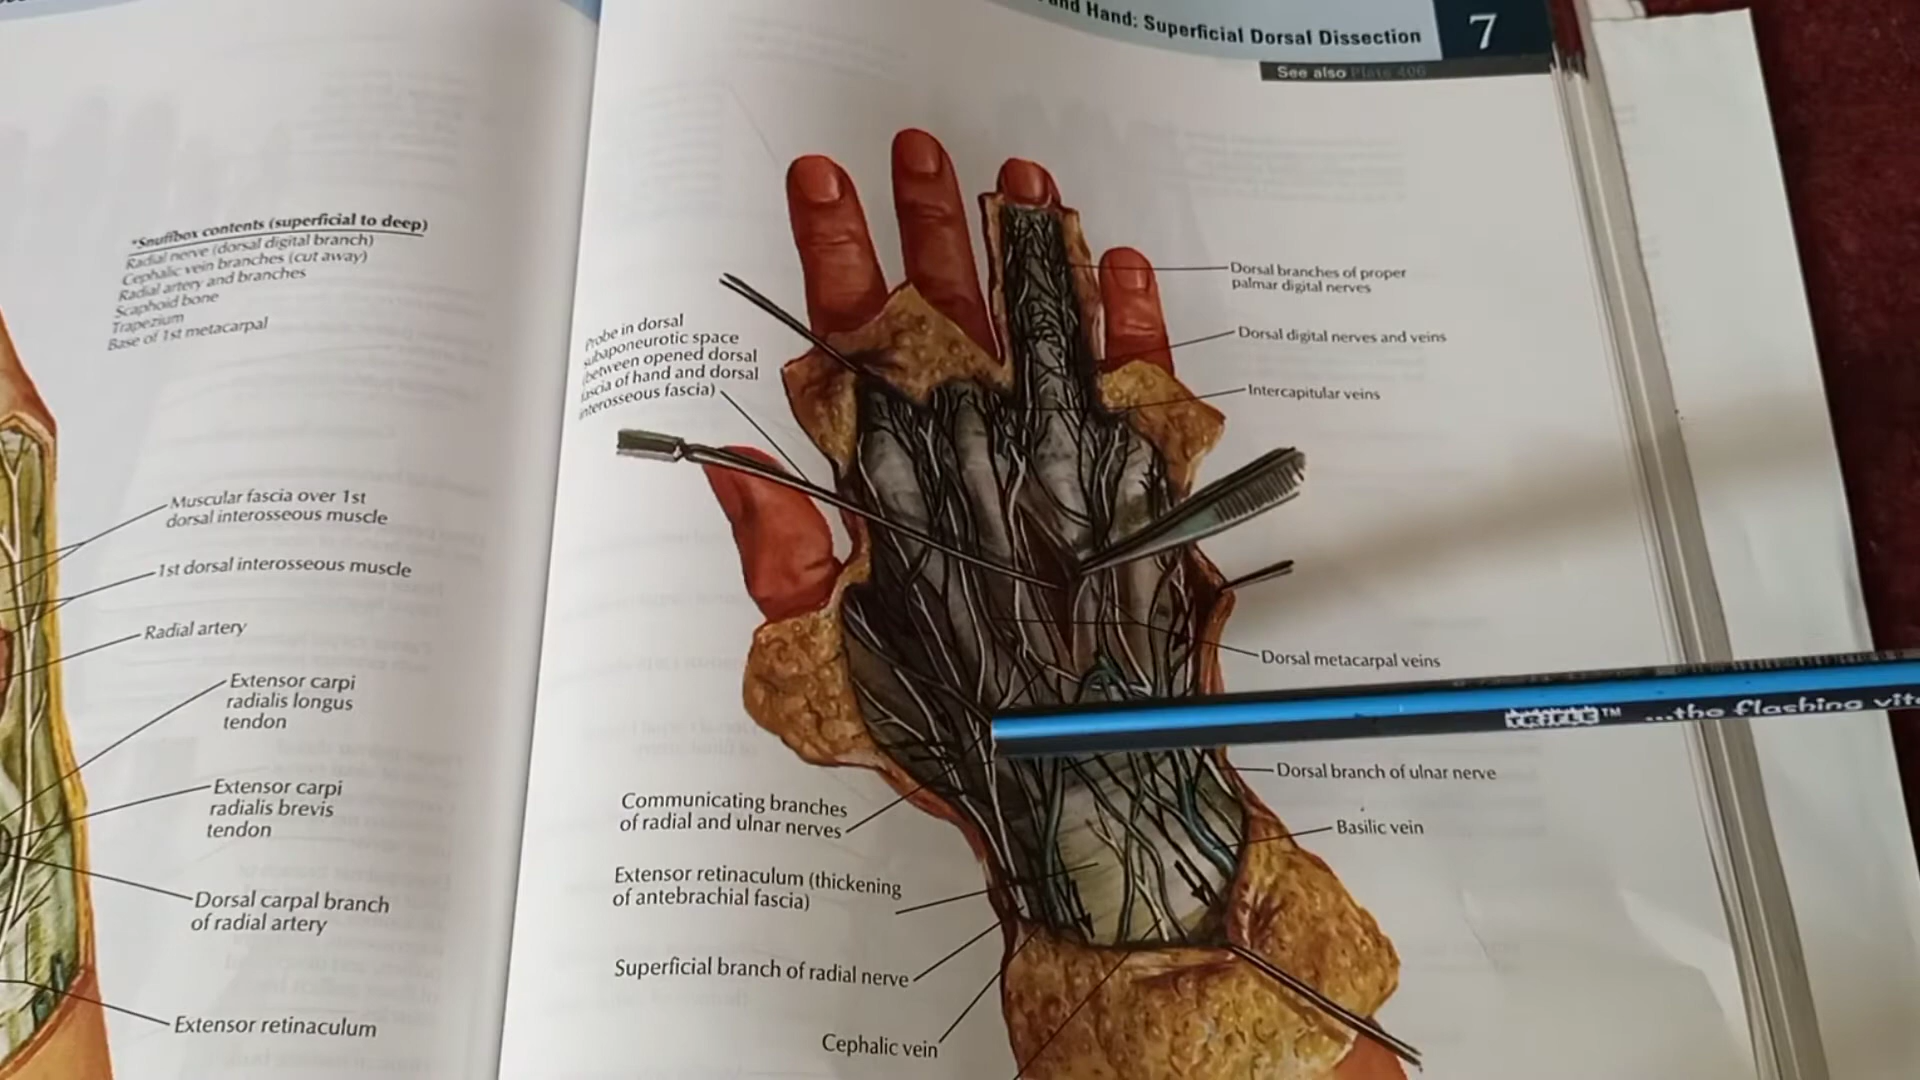 *Snuffbox contents (superficial to deep)
Radial nerve (dorsal digital branch)
Cephalic vein branches (cut away)
Radial artery and branches
Scaphoid bone
Trapezium
Base of 1st metacarpal
Muscular fascia over 1st
dorsal interosseous muscle
1st dorsal interosseous muscle
Radial artery
Extensor carpi
radialis longus
tendon
Extensor carpi
radialis brevis
tendon
Dorsal carpal branch
of radial artery
Extensor retinaculum
and Hand: Superficial Dorsal Dissection
7
See also Plate 406
Probe in dorsal
subaponeurotic space
(between opened dorsal
fascia of hand and dorsal
interosseous fascia)
Dorsal branches of proper
palmar digital nerves
Dorsal digital nerves and veins
Intercapitular veins
Dorsal metacarpal veins
TRIFLE™ ...the flashing
Dorsal branch of ulnar nerve
Basilic vein
Communicating branches
of radial and ulnar nerves
Extensor retinaculum (thickening
of antebrachial fascia)
Superficial branch of radial nerve
Cephalic vein